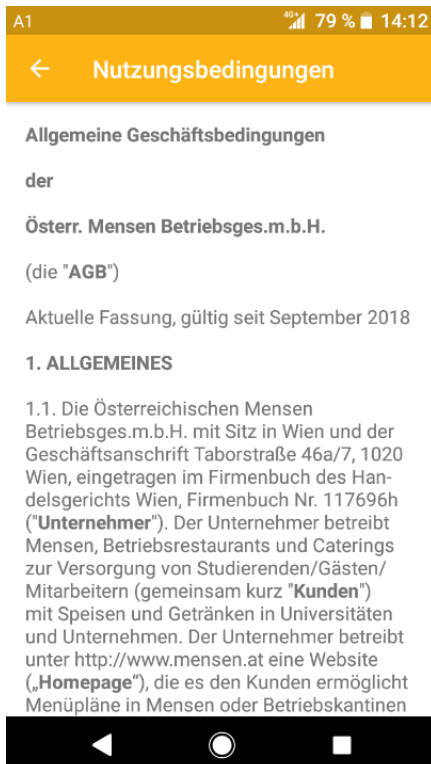 A1 4G 79 % 14:12
Nutzungsbedingungen
Allgemeine Geschäftsbedingungen
der
Österr. Mensen Betriebsges.m.b.H.
(die "AGB")
Aktuelle Fassung, gültig seit September 2018
1. ALLGEMEINES
1.1. Die Österreichischen Mensen
Betriebsges.m.b.H. mit Sitz in Wien und der
Geschäftsanschrift Taborstraße 46a/7, 1020
Wien, eingetragen im Firmenbuch des Han-
delsgerichts Wien, Firmenbuch Nr. 117696h
("Unternehmer"). Der Unternehmer betreibt
Mensen, Betriebsrestaurants und Caterings
zur Versorgung von Studierenden/Gästen/
Mitarbeitern (gemeinsam kurz "Kunden")
mit Speisen und Getränken in Universitäten
und Unternehmen. Der Unternehmer betreibt
unter http://www.mensen.at eine Website
(„Homepage“), die es den Kunden ermöglicht
Menüpläne in Mensen oder Betriebskantinen